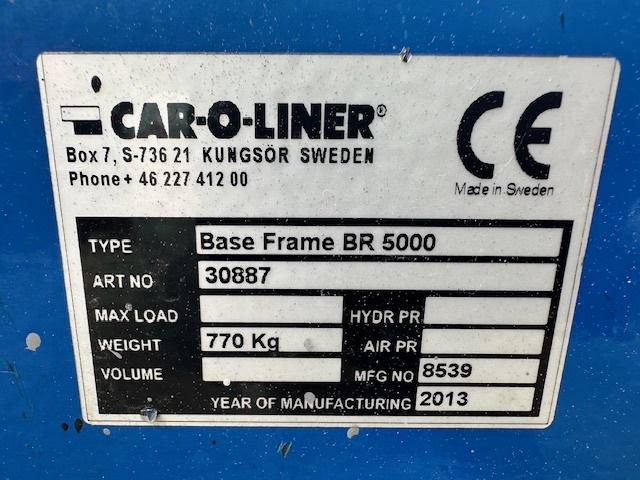 CAR-O-LINER®
Box 7, S-736 21 KUNGSÖR SWEDEN
Phone + 46 227 412 00
CE
Made in Sweden
TYPE Base Frame BR 5000
ART NO 30887
MAX LOAD HYDR PR
WEIGHT 770 Kg AIR PR
VOLUME MFG NO 8539
YEAR OF MANUFACTURING 2013